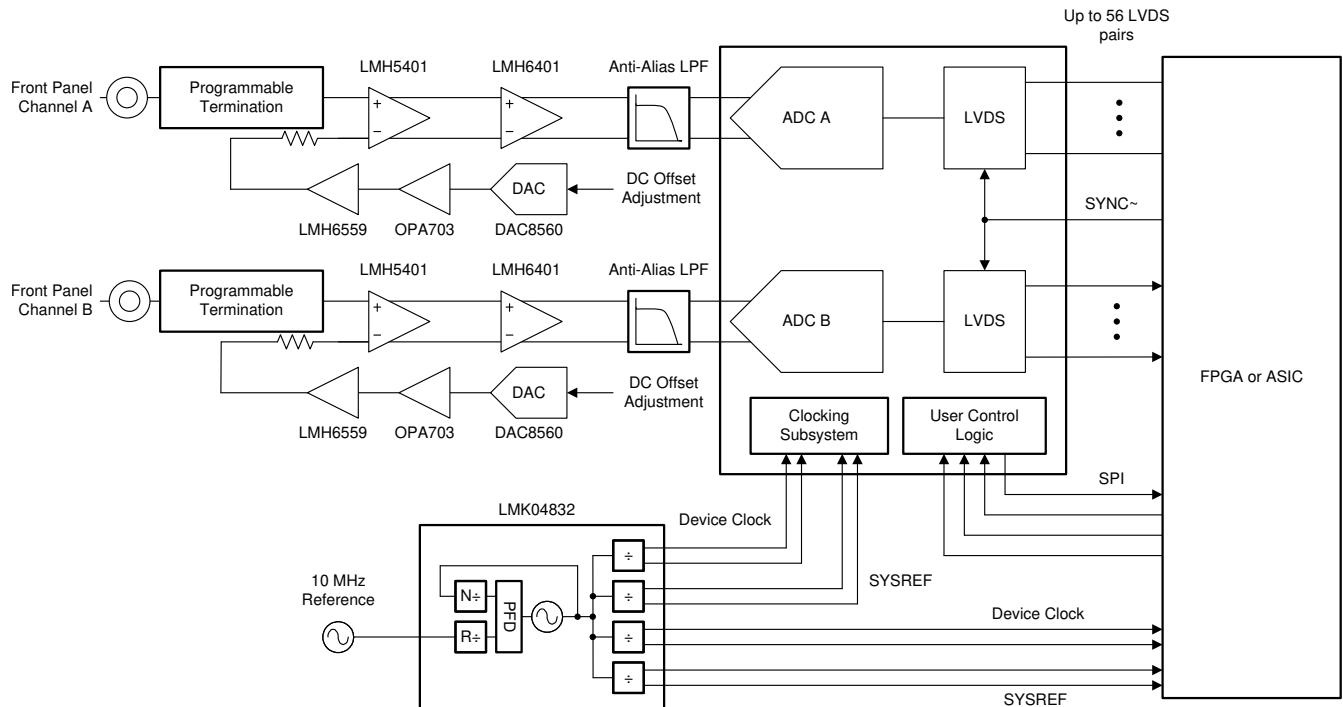 Up to 56 LVDS
pairs
LMH5401
LMH6401
Anti-Alias LPF
Front Panel
Channel A
Programmable
Termination
+
−
+
−
ADC A
LVDS
DAC
DC Offset
Adjustment
LMH6559
OPA703
DAC8560
SYNC~
LMH5401
LMH6401
Anti-Alias LPF
Front Panel
Channel B
Programmable
Termination
+
−
+
−
ADC B
LVDS
FPGA or ASIC
DAC
DC Offset
Adjustment
LMH6559
OPA703
DAC8560
Clocking
Subsystem
User Control
Logic
SPI
LMK04832
Device Clock
10 MHz
Reference
N÷
R÷
PFD
÷
÷
÷
÷
SYSREF
Device Clock
SYSREF